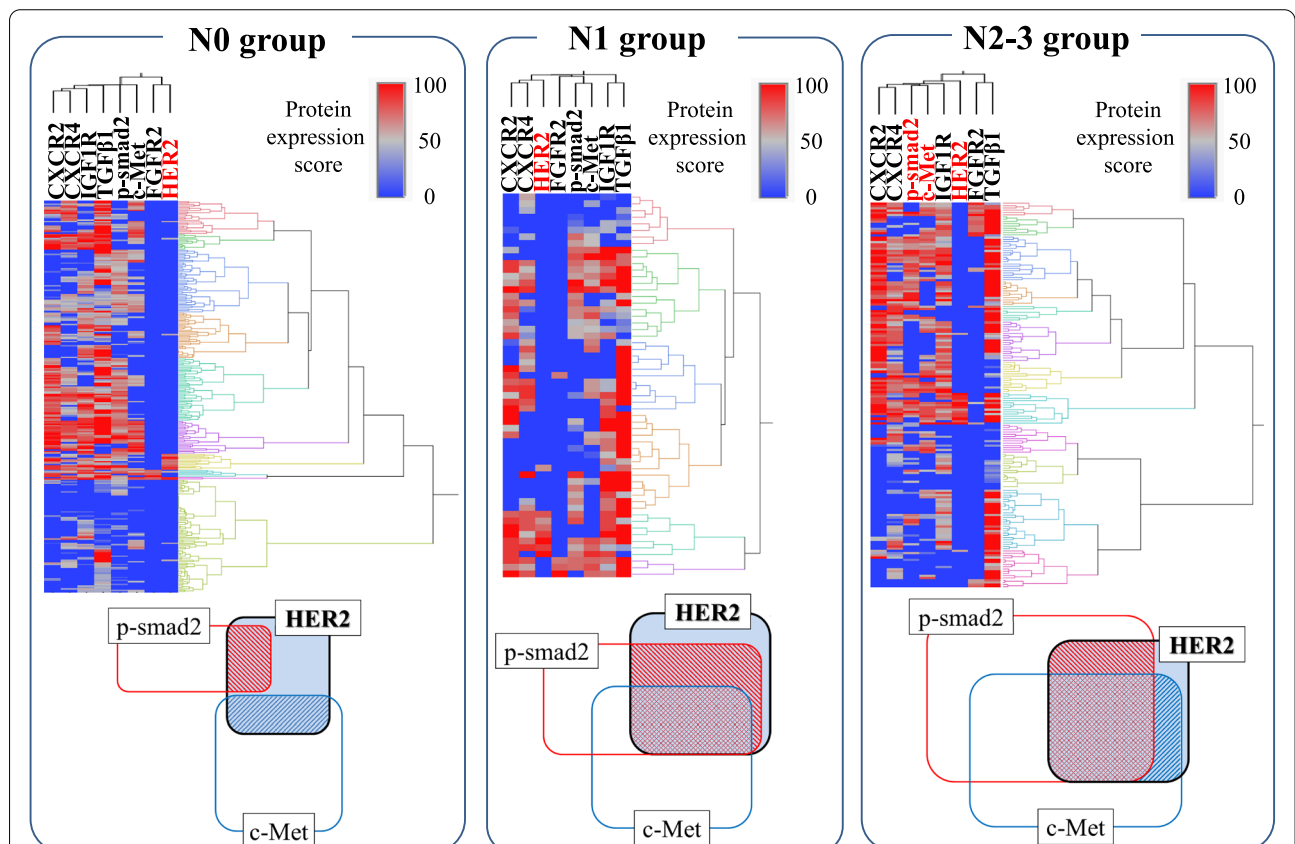 N0 group
Protein
expression
score
100
50
0
CXCR2
CXCR4
IGF1R
TGFβ1
p-smad2
c-Met
FGFR2
HER2
p-smad2
HER2
c-Met
N1 group
Protein
expression
score
100
50
0
CXCR2
CXCR4
HER2
FGFR2
p-smad2
c-Met
IGF1R
TGFβ1
HER2
p-smad2
c-Met
N2-3 group
Protein
expression
score
100
50
0
CXCR2
CXCR4
p-smad2
c-Met
IGF1R
HER2
FGFR2
TGFβ1
p-smad2
HER2
c-Met